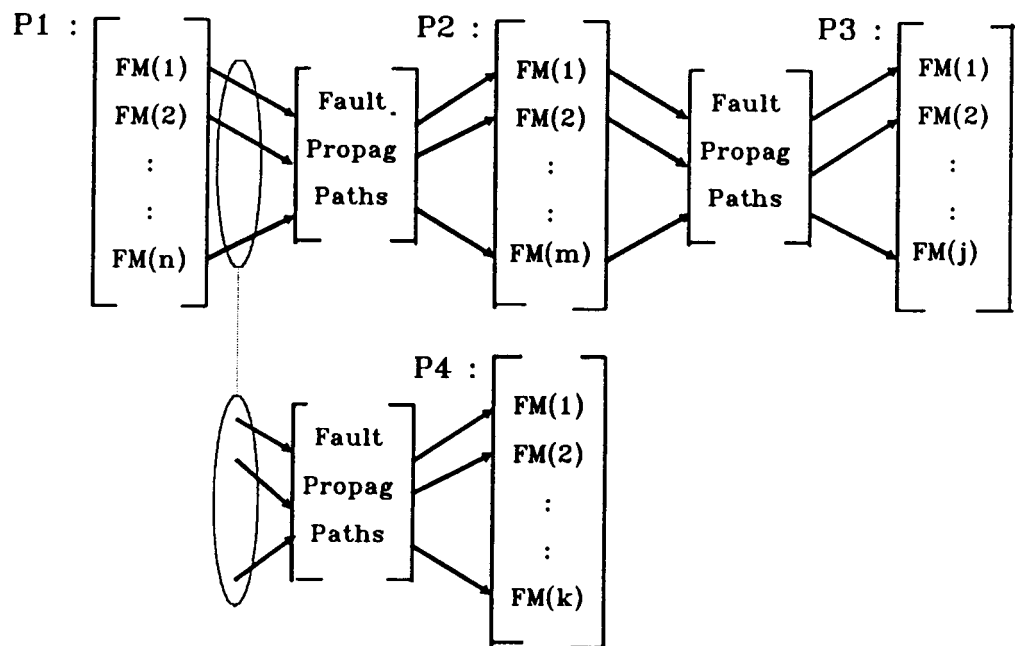 P1 :
FM(1)
FM(2)
:
:
FM(n)
Fault
Propag
Paths
P2 :
FM(1)
FM(2)
:
:
FM(m)
Fault
Propag
Paths
P3 :
FM(1)
FM(2)
:
:
FM(j)
Fault
Propag
Paths
P4 :
FM(1)
FM(2)
:
:
FM(k)